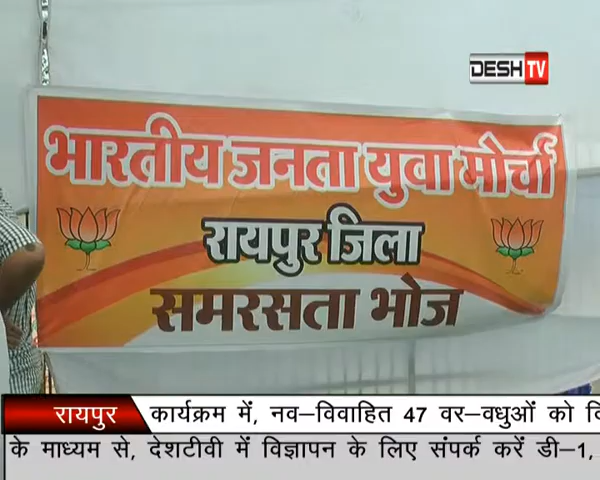 DESH TV
भारतीय जनता युवा मोर्चा
रायपुर जिला
समरसता भोज
रायपुर कार्यक्रम में, नव–विवाहित 47 वर–वधुओं को
के माध्यम से, देशटीवी में विज्ञापन के लिए संपर्क करें डी–1,